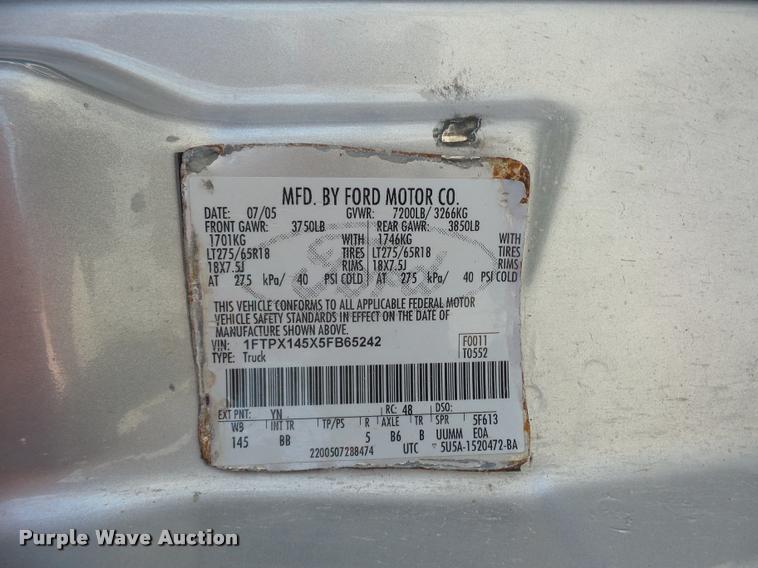 MFD. BY FORD MOTOR CO.
DATE: 07/05 GVWR: 7200LB/ 3266KG
FRONT GAWR: 3750LB REAR GAWR: 3850LB
1701KG WITH 1746KG WITH
LT275/65R18 TIRES LT275/65R18 TIRES
18X7.5J RIMS 18X7.5J RIMS
AT 275 kPa/ 40 PSI COLD AT 275 kPa/ 40 PSI COLD
Ford
THIS VEHICLE CONFORMS TO ALL APPLICABLE FEDERAL MOTOR
VEHICLE SAFETY STANDARDS IN EFFECT ON THE DATE OF
MANUFACTURE SHOWN ABOVE.
VIN: 1FTPX145X5FB65242 F0011
TYPE: Truck T0552
EXT PNT: YN RC: 48 DSO:
WB INT TR TP/PS R AXLE TR SPR 5F613
145 BB 5 B6 B UUMM E0A
2200507288474 UTC 5U5A-1520472-BA
Purple Wave Auction